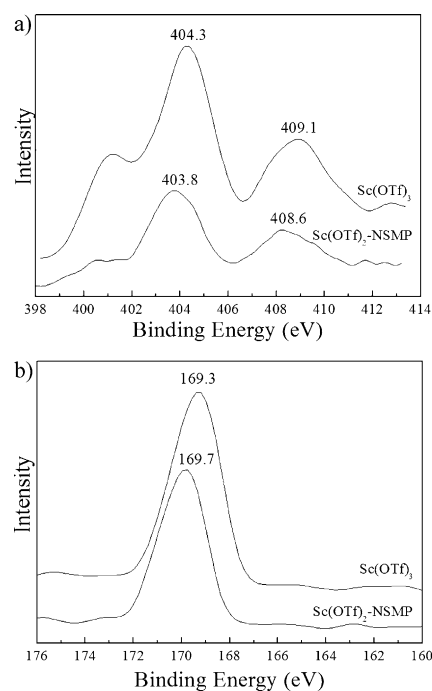 a)
404.3
409.1
Sc(OTf)₃
403.8
408.6
Sc(OTf)₂-NSMP
Intensity
398 400 402 404 406 408 410 412 414
Binding Energy (eV)
b)
169.3
169.7
Sc(OTf)₃
Sc(OTf)₂-NSMP
Intensity
176 174 172 170 168 166 164 162 160
Binding Energy (eV)